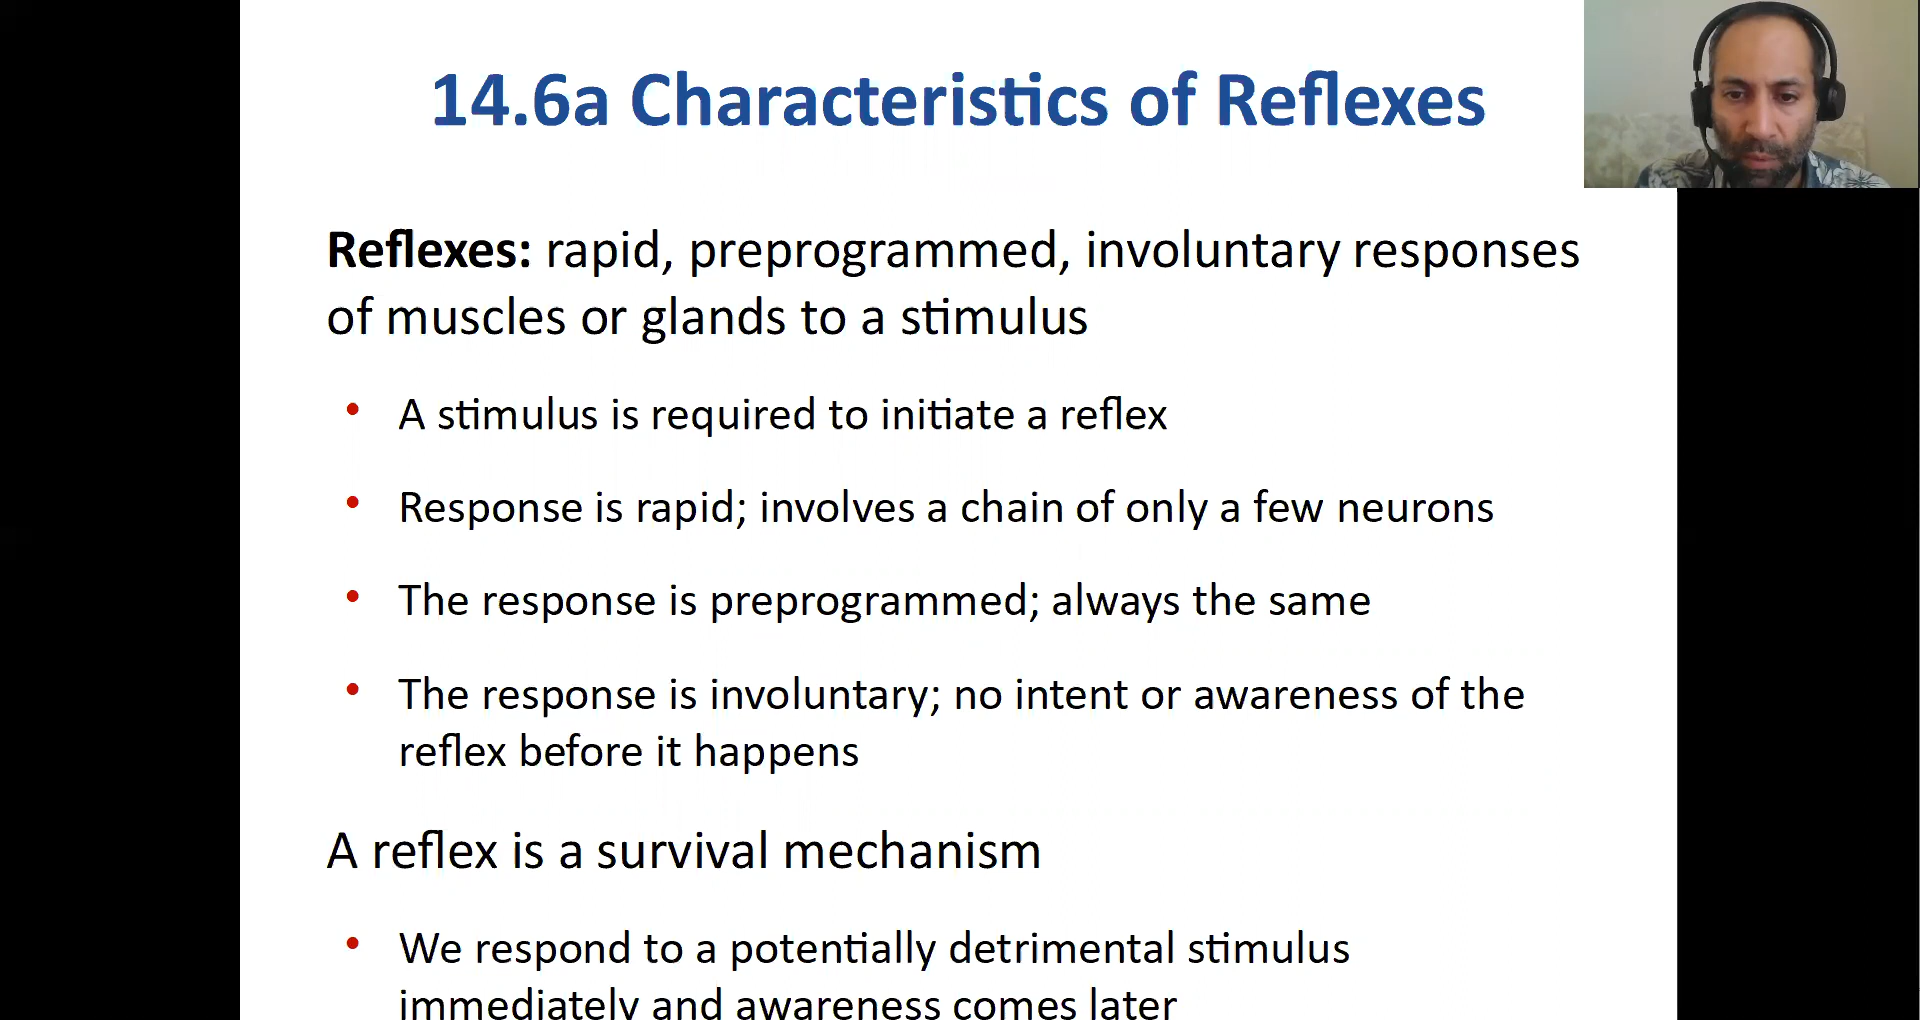 14.6a Characteristics of Reflexes
Reflexes: rapid, preprogrammed, involuntary responses
of muscles or glands to a stimulus
• A stimulus is required to initiate a reflex
• Response is rapid; involves a chain of only a few neurons
• The response is preprogrammed; always the same
• The response is involuntary; no intent or awareness of the
reflex before it happens
A reflex is a survival mechanism
• We respond to a potentially detrimental stimulus
immediately and awareness comes later